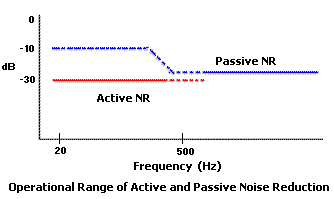 0
-10
Passive NR
dB
-30
Active NR
20
500
Frequency (Hz)
Operational Range of Active and Passive Noise Reduction